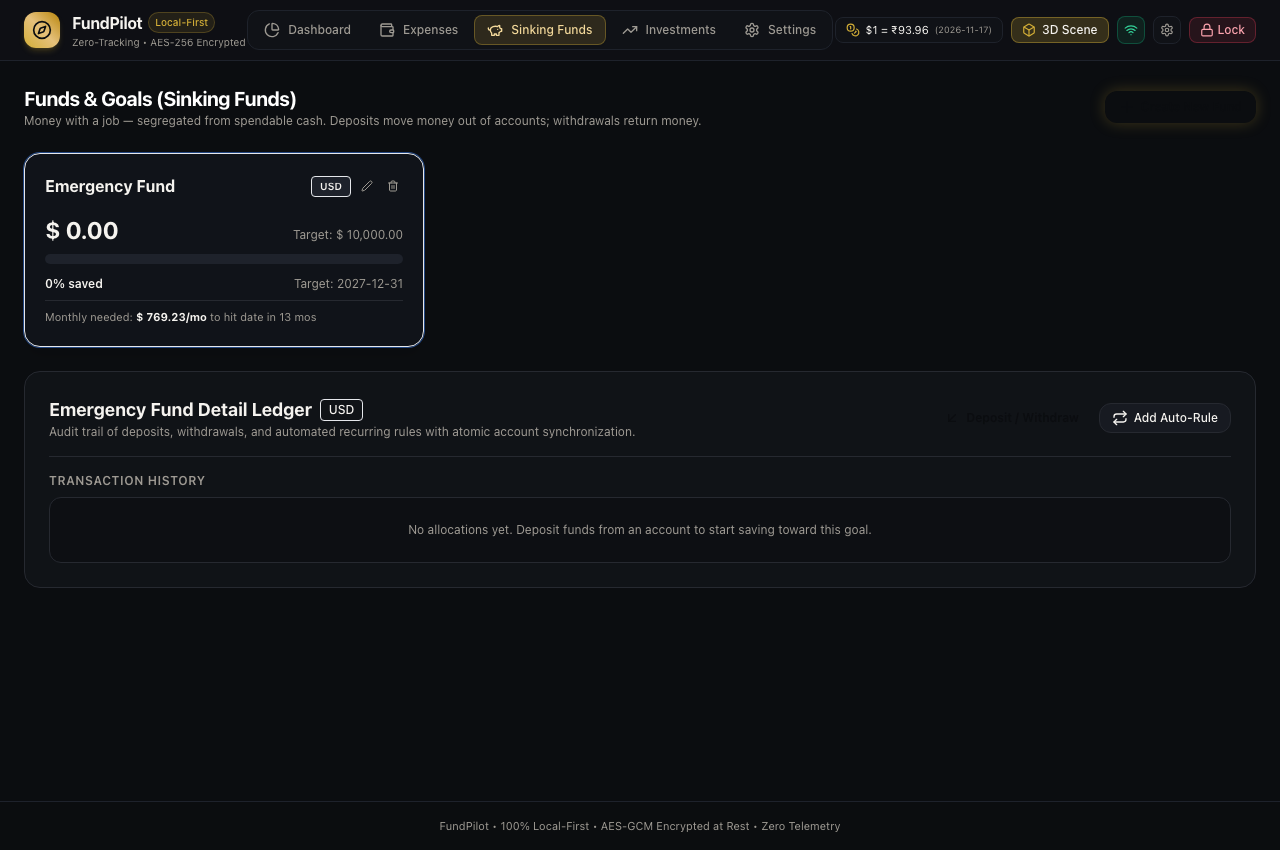 FundPilot Local-First
Zero-Tracking • AES-256 Encrypted
Dashboard Expenses Sinking Funds Investments Settings
$1 = ₹93.96 (2026-11-17) 3D Scene Lock
Funds & Goals (Sinking Funds)
Money with a job — segregated from spendable cash. Deposits move money out of accounts; withdrawals return money.
Emergency Fund USD
$ 0.00 Target: $ 10,000.00
0% saved Target: 2027-12-31
Monthly needed: $ 769.23/mo to hit date in 13 mos
Emergency Fund Detail Ledger USD
Audit trail of deposits, withdrawals, and automated recurring rules with atomic account synchronization.
Deposit / Withdraw Add Auto-Rule
TRANSACTION HISTORY
No allocations yet. Deposit funds from an account to start saving toward this goal.
FundPilot • 100% Local-First • AES-GCM Encrypted at Rest • Zero Telemetry